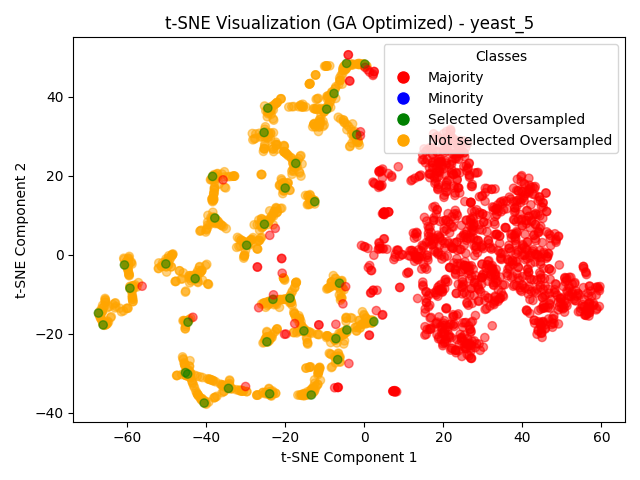 t-SNE Visualization (GA Optimized) - yeast_5
Classes
Majority
Minority
Selected Oversampled
Not selected Oversampled
t-SNE Component 2
40
20
0
−20
−40
−60
−40
−20
0
20
40
60
t-SNE Component 1